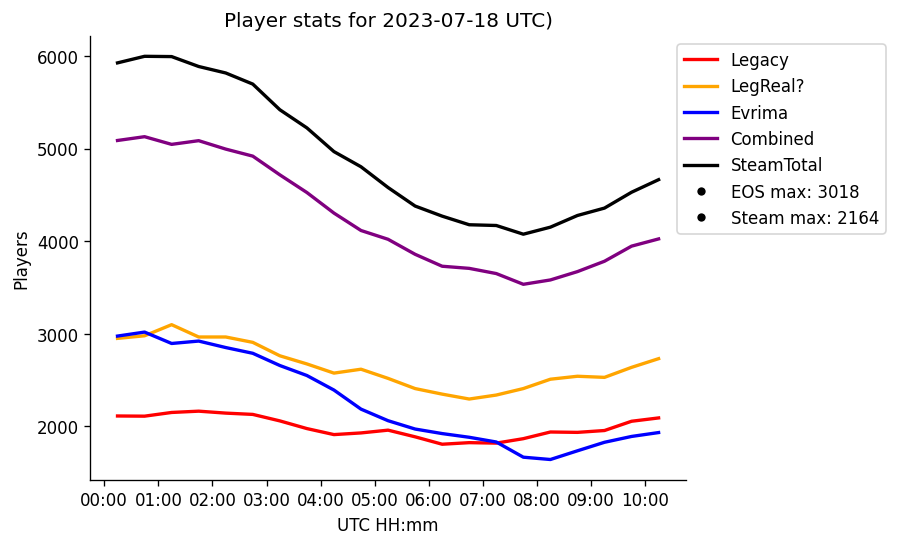 Player stats for 2023-07-18 UTC)
6000
5000
4000
3000
2000
Players
00:00 01:00 02:00 03:00 04:00 05:00 06:00 07:00 08:00 09:00 10:00
UTC HH:mm
Legacy
LegReal?
Evrima
Combined
SteamTotal
EOS max: 3018
Steam max: 2164